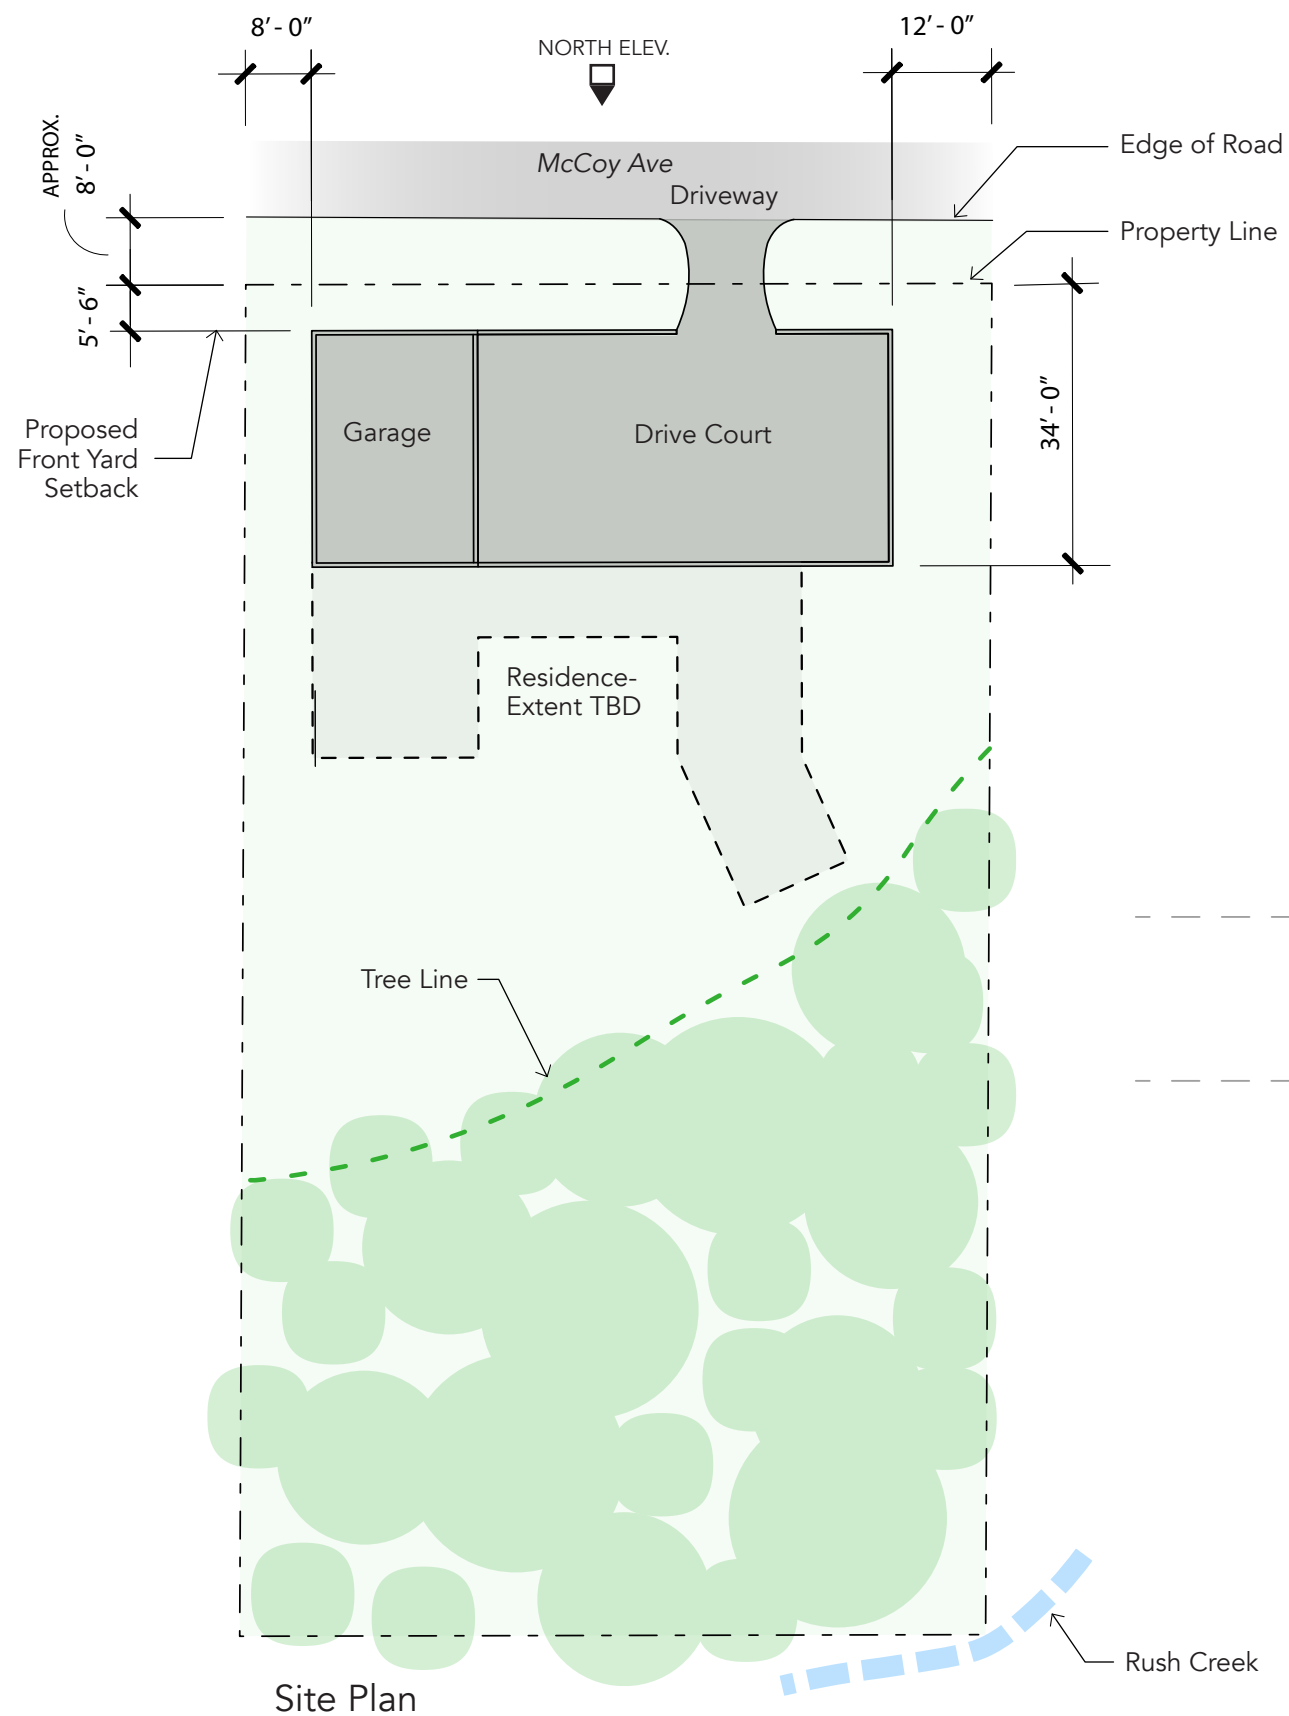 8’ - 0”
12’ - 0”
NORTH ELEV.
APPROX.
8’ - 0”
McCoy Ave
Driveway
Edge of Road
Property Line
5’ - 6”
34’ - 0”
Proposed
Front Yard
Setback
Garage
Drive Court
Residence-
Extent TBD
Tree Line
Rush Creek
Site Plan